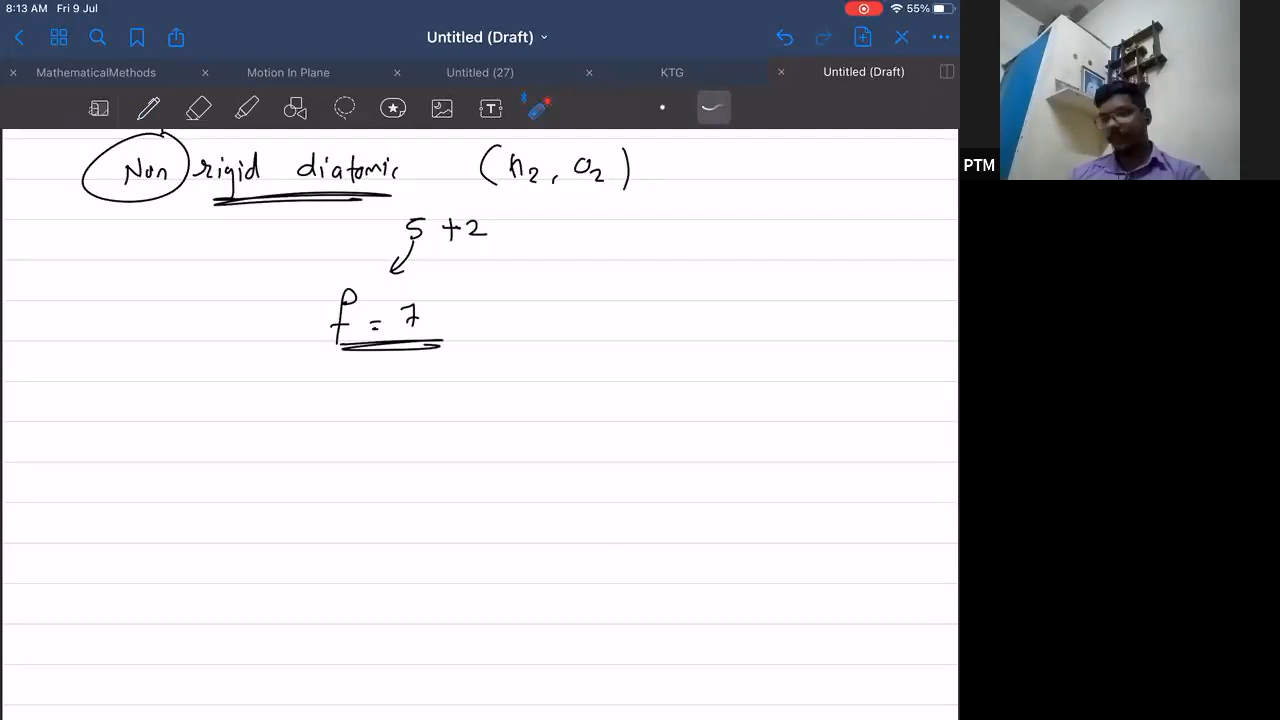 8:13 AM Fri 9 Jul
55%
Untitled (Draft)
MathematicalMethods
Motion In Plane
Untitled (27)
KTG
Untitled (Draft)
T
PTM
Non rigid diatomic (h2, O2)
5 +2
f = 7